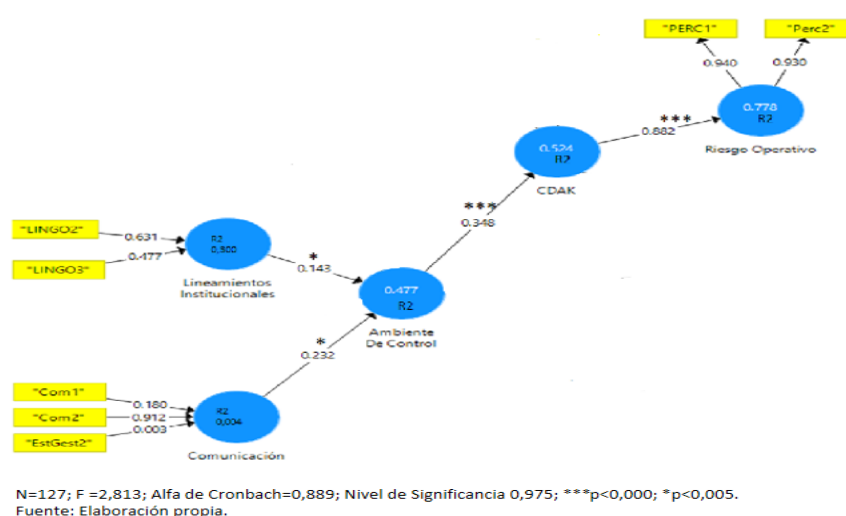 "PERC1" "Perc2"
0.940 0.930
0.778
R2
Riesgo Operativo
***
0.882
0.524
R2
CDAK
***
0.348
"LINGO2"
0.631
"LINGO3"
0.477
R2
0,300
Lineamientos
Institucionales
*
0.143
0.477
R2
Ambiente
De Control
*
0.232
"Com1"
0.180
"Com2"
0.912
"EstGest2"
0.003
R2
0,004
Comunicación
N=127; F =2,813; Alfa de Cronbach=0,889; Nivel de Significancia 0,975; ***p<0,000; *p<0,005.
Fuente: Elaboración propia.